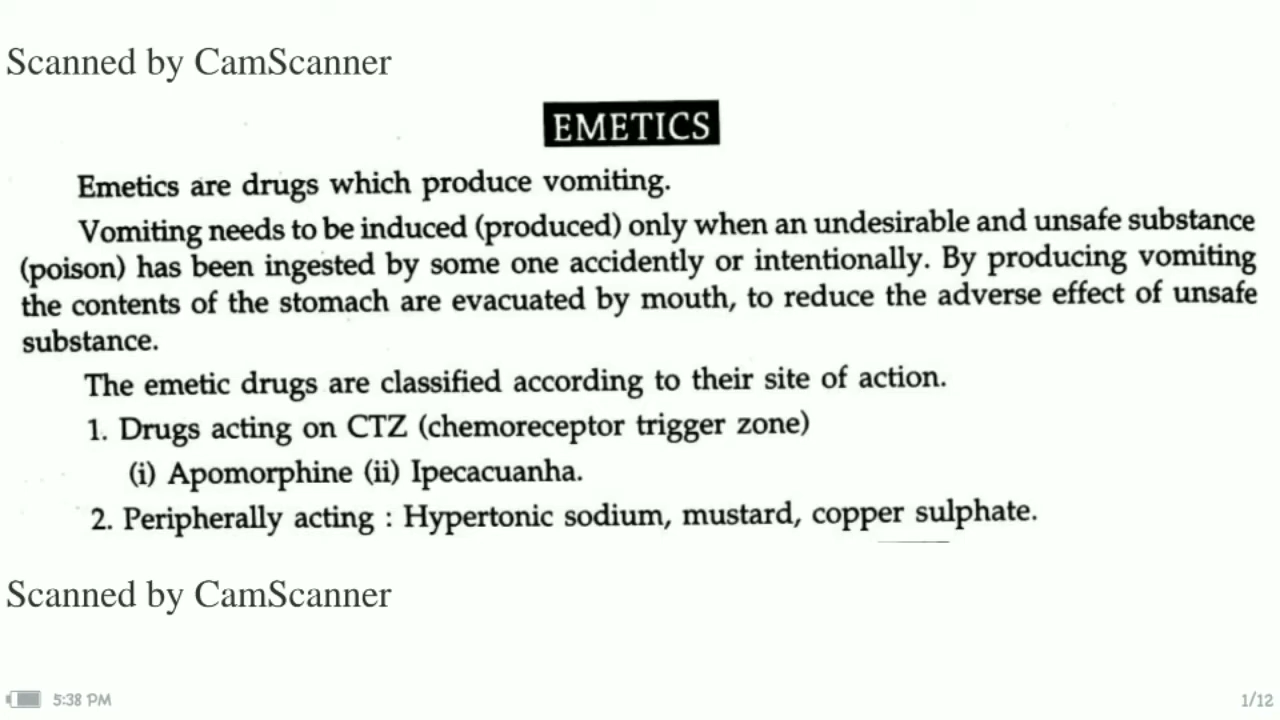 Scanned by CamScanner
EMETICS
Emetics are drugs which produce vomiting.
Vomiting needs to be induced (produced) only when an undesirable and unsafe substance
(poison) has been ingested by some one accidently or intentionally. By producing vomiting
the contents of the stomach are evacuated by mouth, to reduce the adverse effect of unsafe
substance.
The emetic drugs are classified according to their site of action.
1. Drugs acting on CTZ (chemoreceptor trigger zone)
(i) Apomorphine (ii) Ipecacuanha.
2. Peripherally acting : Hypertonic sodium, mustard, copper sulphate.
Scanned by CamScanner
5:38 PM
1/12